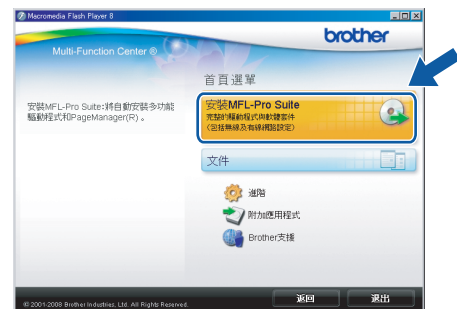 Macromedia Flash Player 8
brother
Multi-Function Center ®
首頁選單
安裝MFL-Pro Suite:將自動安裝多功能
驅動程式和PageManager(R)。
安裝MFL-Pro Suite
完整的驅動程式與軟體套件
(包括無線及有線網路設定)
文件
進階
附加應用程式
Brother支援
© 2001-2008 Brother Industries, Ltd. All Rights Reserved.
返回
退出